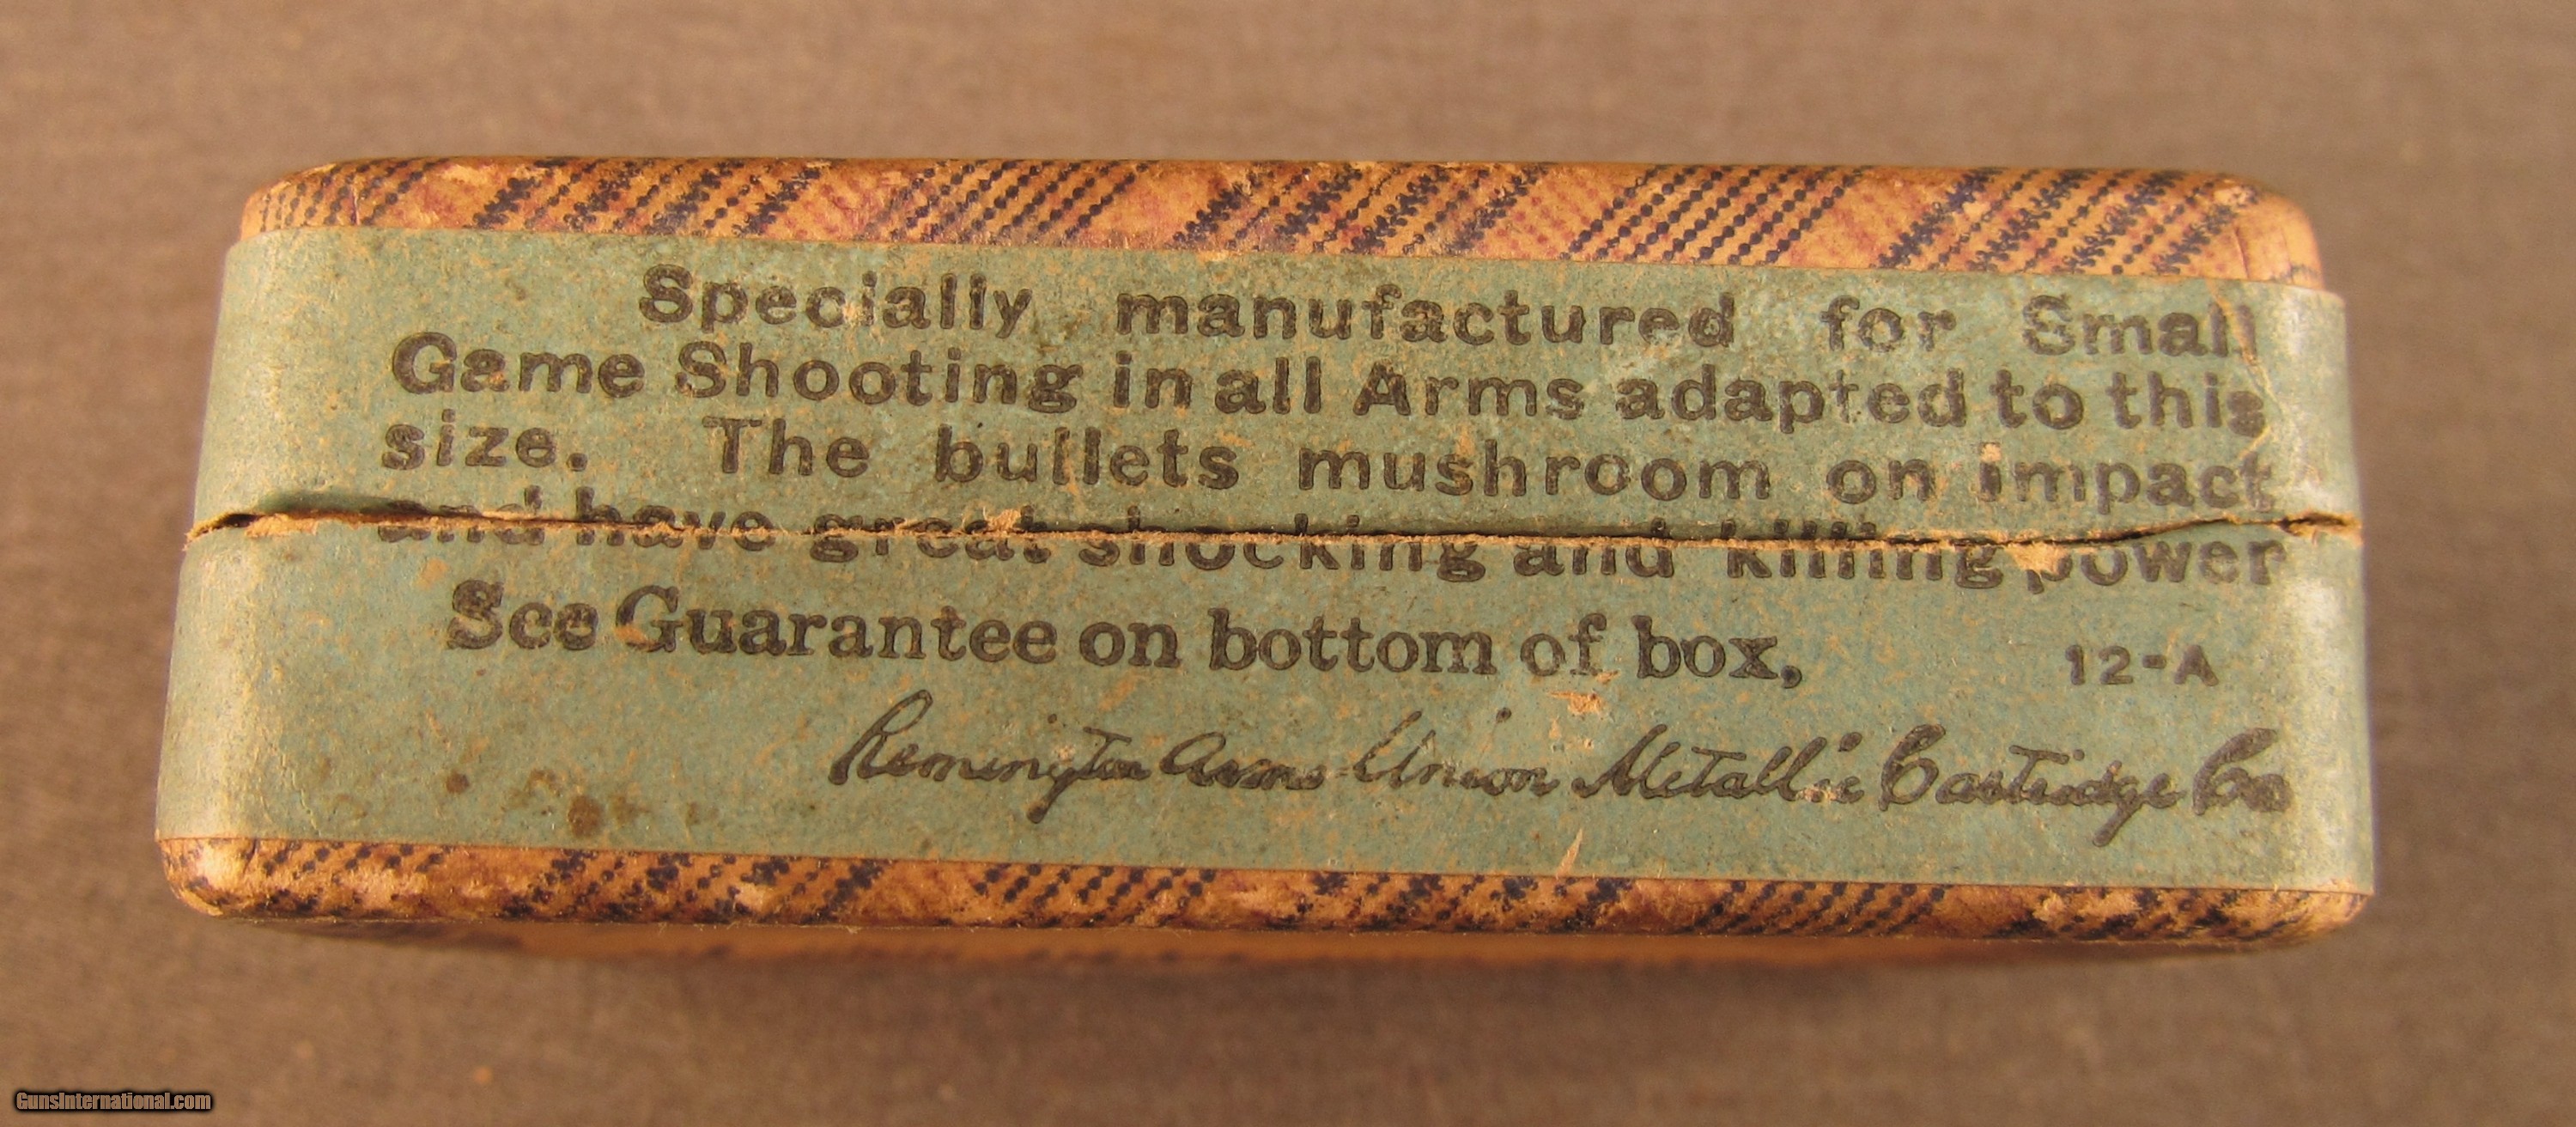 Specially manufactured for Small
Game Shooting in all Arms adapted to this
size. The bullets mushroom on impact
and have great shocking and killing power
See Guarantee on bottom of box, 12-A
Remington Arms Union Metallic Cartridge Co
GunsInternational.com